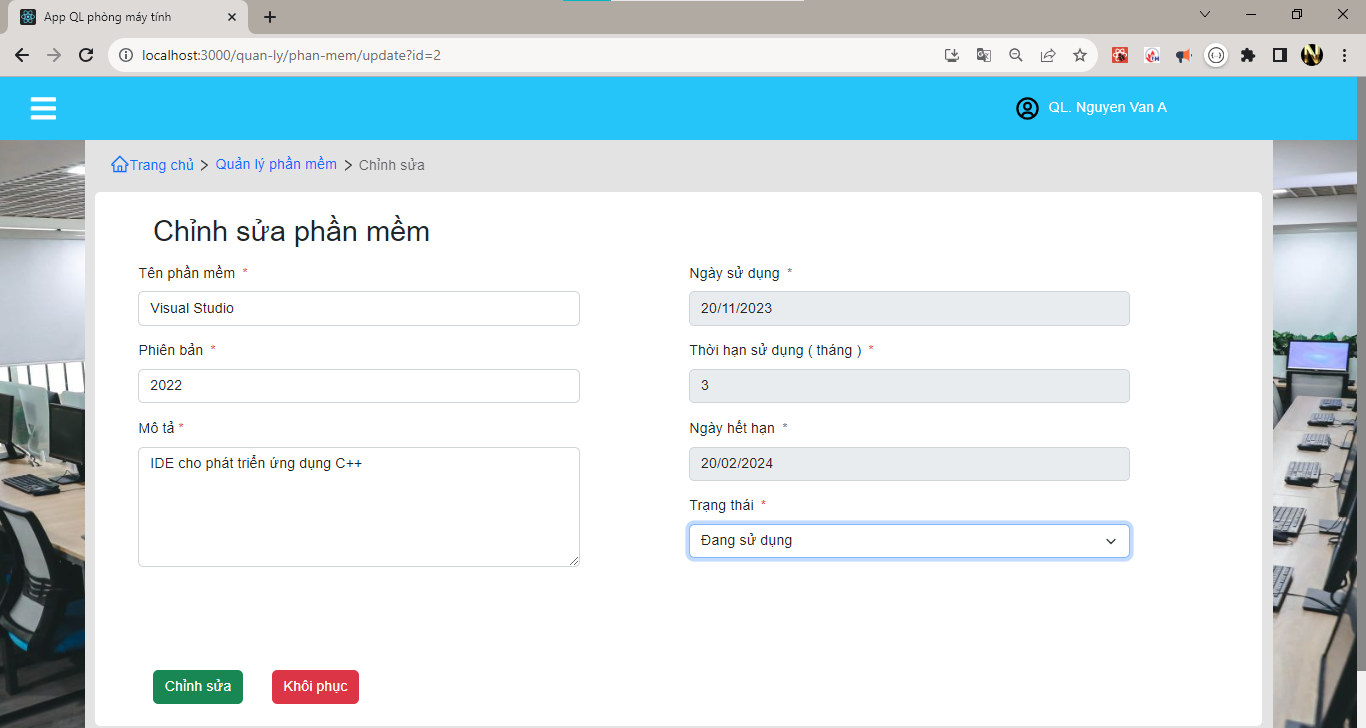 App QL phòng máy tính
localhost:3000/quan-ly/phan-mem/update?id=2
QL. Nguyen Van A
Trang chủ > Quản lý phần mềm > Chỉnh sửa
Chỉnh sửa phần mềm
Tên phần mềm *
Visual Studio
Phiên bản *
2022
Mô tả *
IDE cho phát triển ứng dụng C++
Ngày sử dụng *
20/11/2023
Thời hạn sử dụng ( tháng ) *
3
Ngày hết hạn *
20/02/2024
Trạng thái *
Đang sử dụng
Chỉnh sửa
Khôi phục